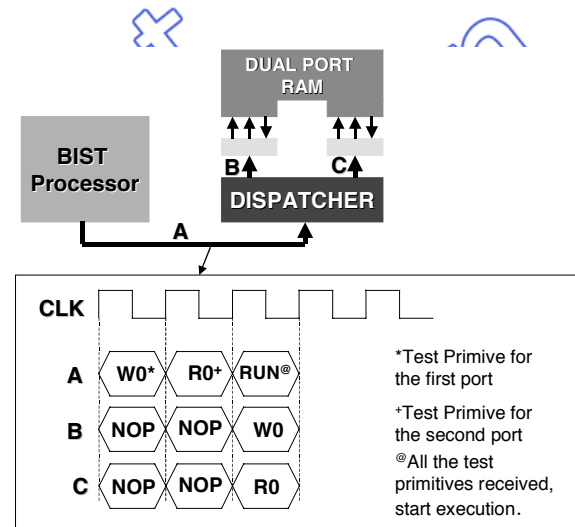 DUAL PORT
RAM
BIST
Processor
B
C
DISPATCHER
A
CLK
A
W0*
R0+
RUN@
B
NOP
NOP
W0
C
NOP
NOP
R0
*Test Primive for
the first port
+Test Primive for
the second port
@All the test
primitives received,
start execution.